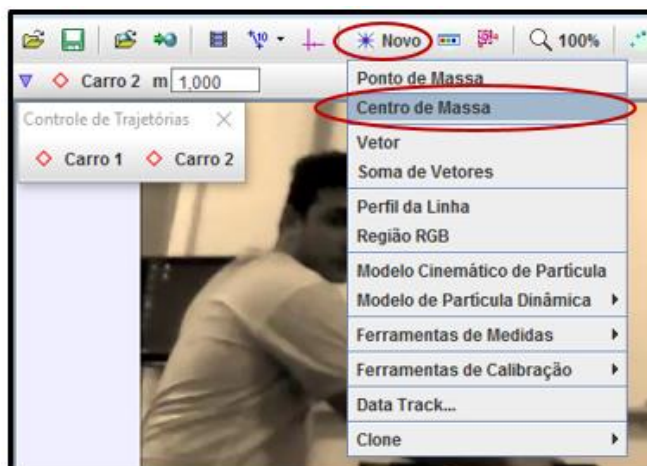 Novo 100%
Carro 2 m 1,000
Controle de Trajetórias
Carro 1 Carro 2
Ponto de Massa
Centro de Massa
Vetor
Soma de Vetores
Perfil da Linha
Região RGB
Modelo Cinemático de Partícula
Modelo de Partícula Dinâmica
Ferramentas de Medidas
Ferramentas de Calibração
Data Track...
Clone